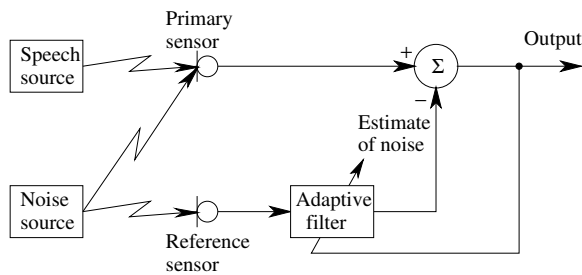 Primary
sensor
Speech
source
+
Σ
Output
−
Estimate
of noise
Noise
source
Reference
sensor
Adaptive
filter